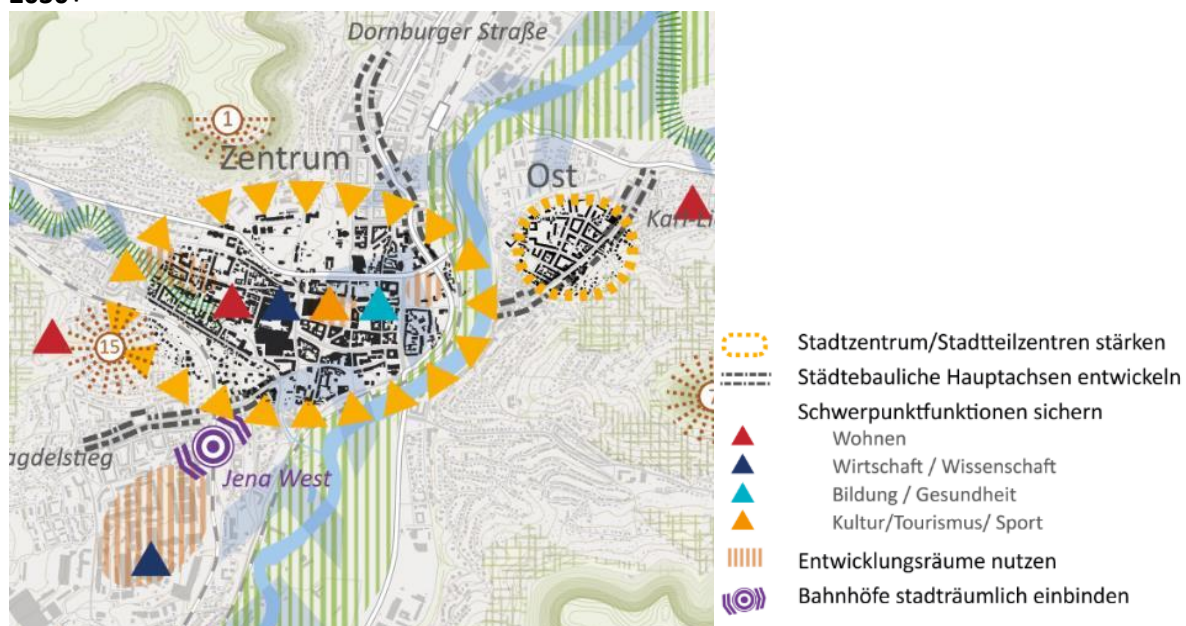 Dornburger Straße
1
Zentrum
Ost
15
agdelstieg
Jena West
Stadtzentrum/Stadtteilzentren stärken
Städtebauliche Hauptachsen entwickeln
Schwerpunktfunktionen sichern
Wohnen
Wirtschaft / Wissenschaft
Bildung / Gesundheit
Kultur/Tourismus/ Sport
Entwicklungsräume nutzen
Bahnhöfe stadträumlich einbinden